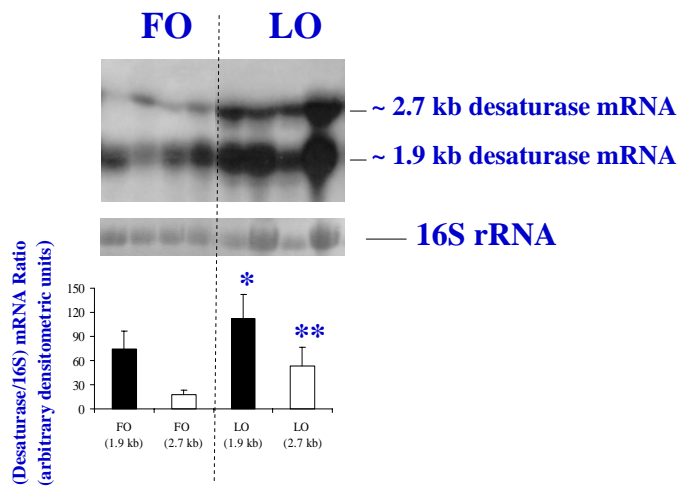 FO LO
~ 2.7 kb desaturase mRNA
~ 1.9 kb desaturase mRNA
16S rRNA
(Desaturase/16S) mRNA Ratio
(arbitrary densitometric units)
150
120
90
60
30
0
*
**
FO FO LO LO
(1.9 kb) (2.7 kb) (1.9 kb) (2.7 kb)